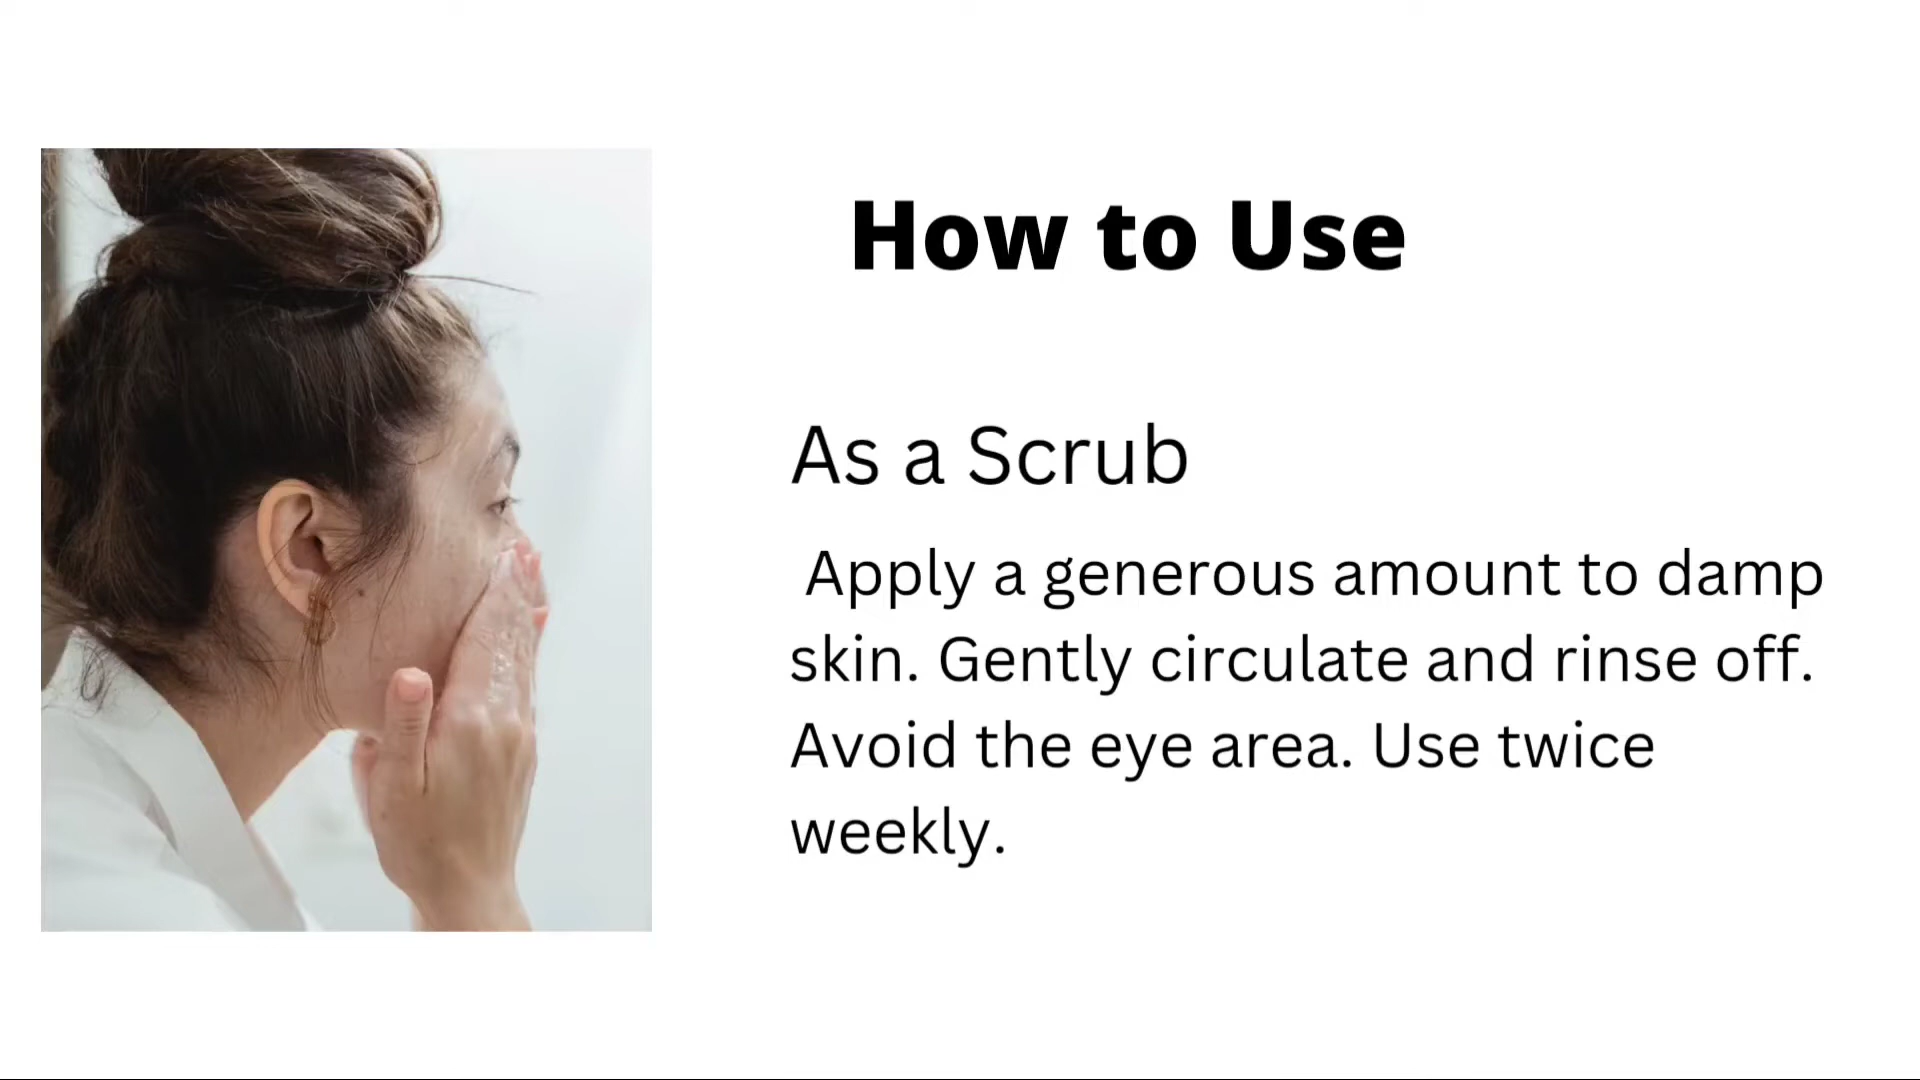 How to Use
As a Scrub
Apply a generous amount to damp
skin. Gently circulate and rinse off.
Avoid the eye area. Use twice
weekly.